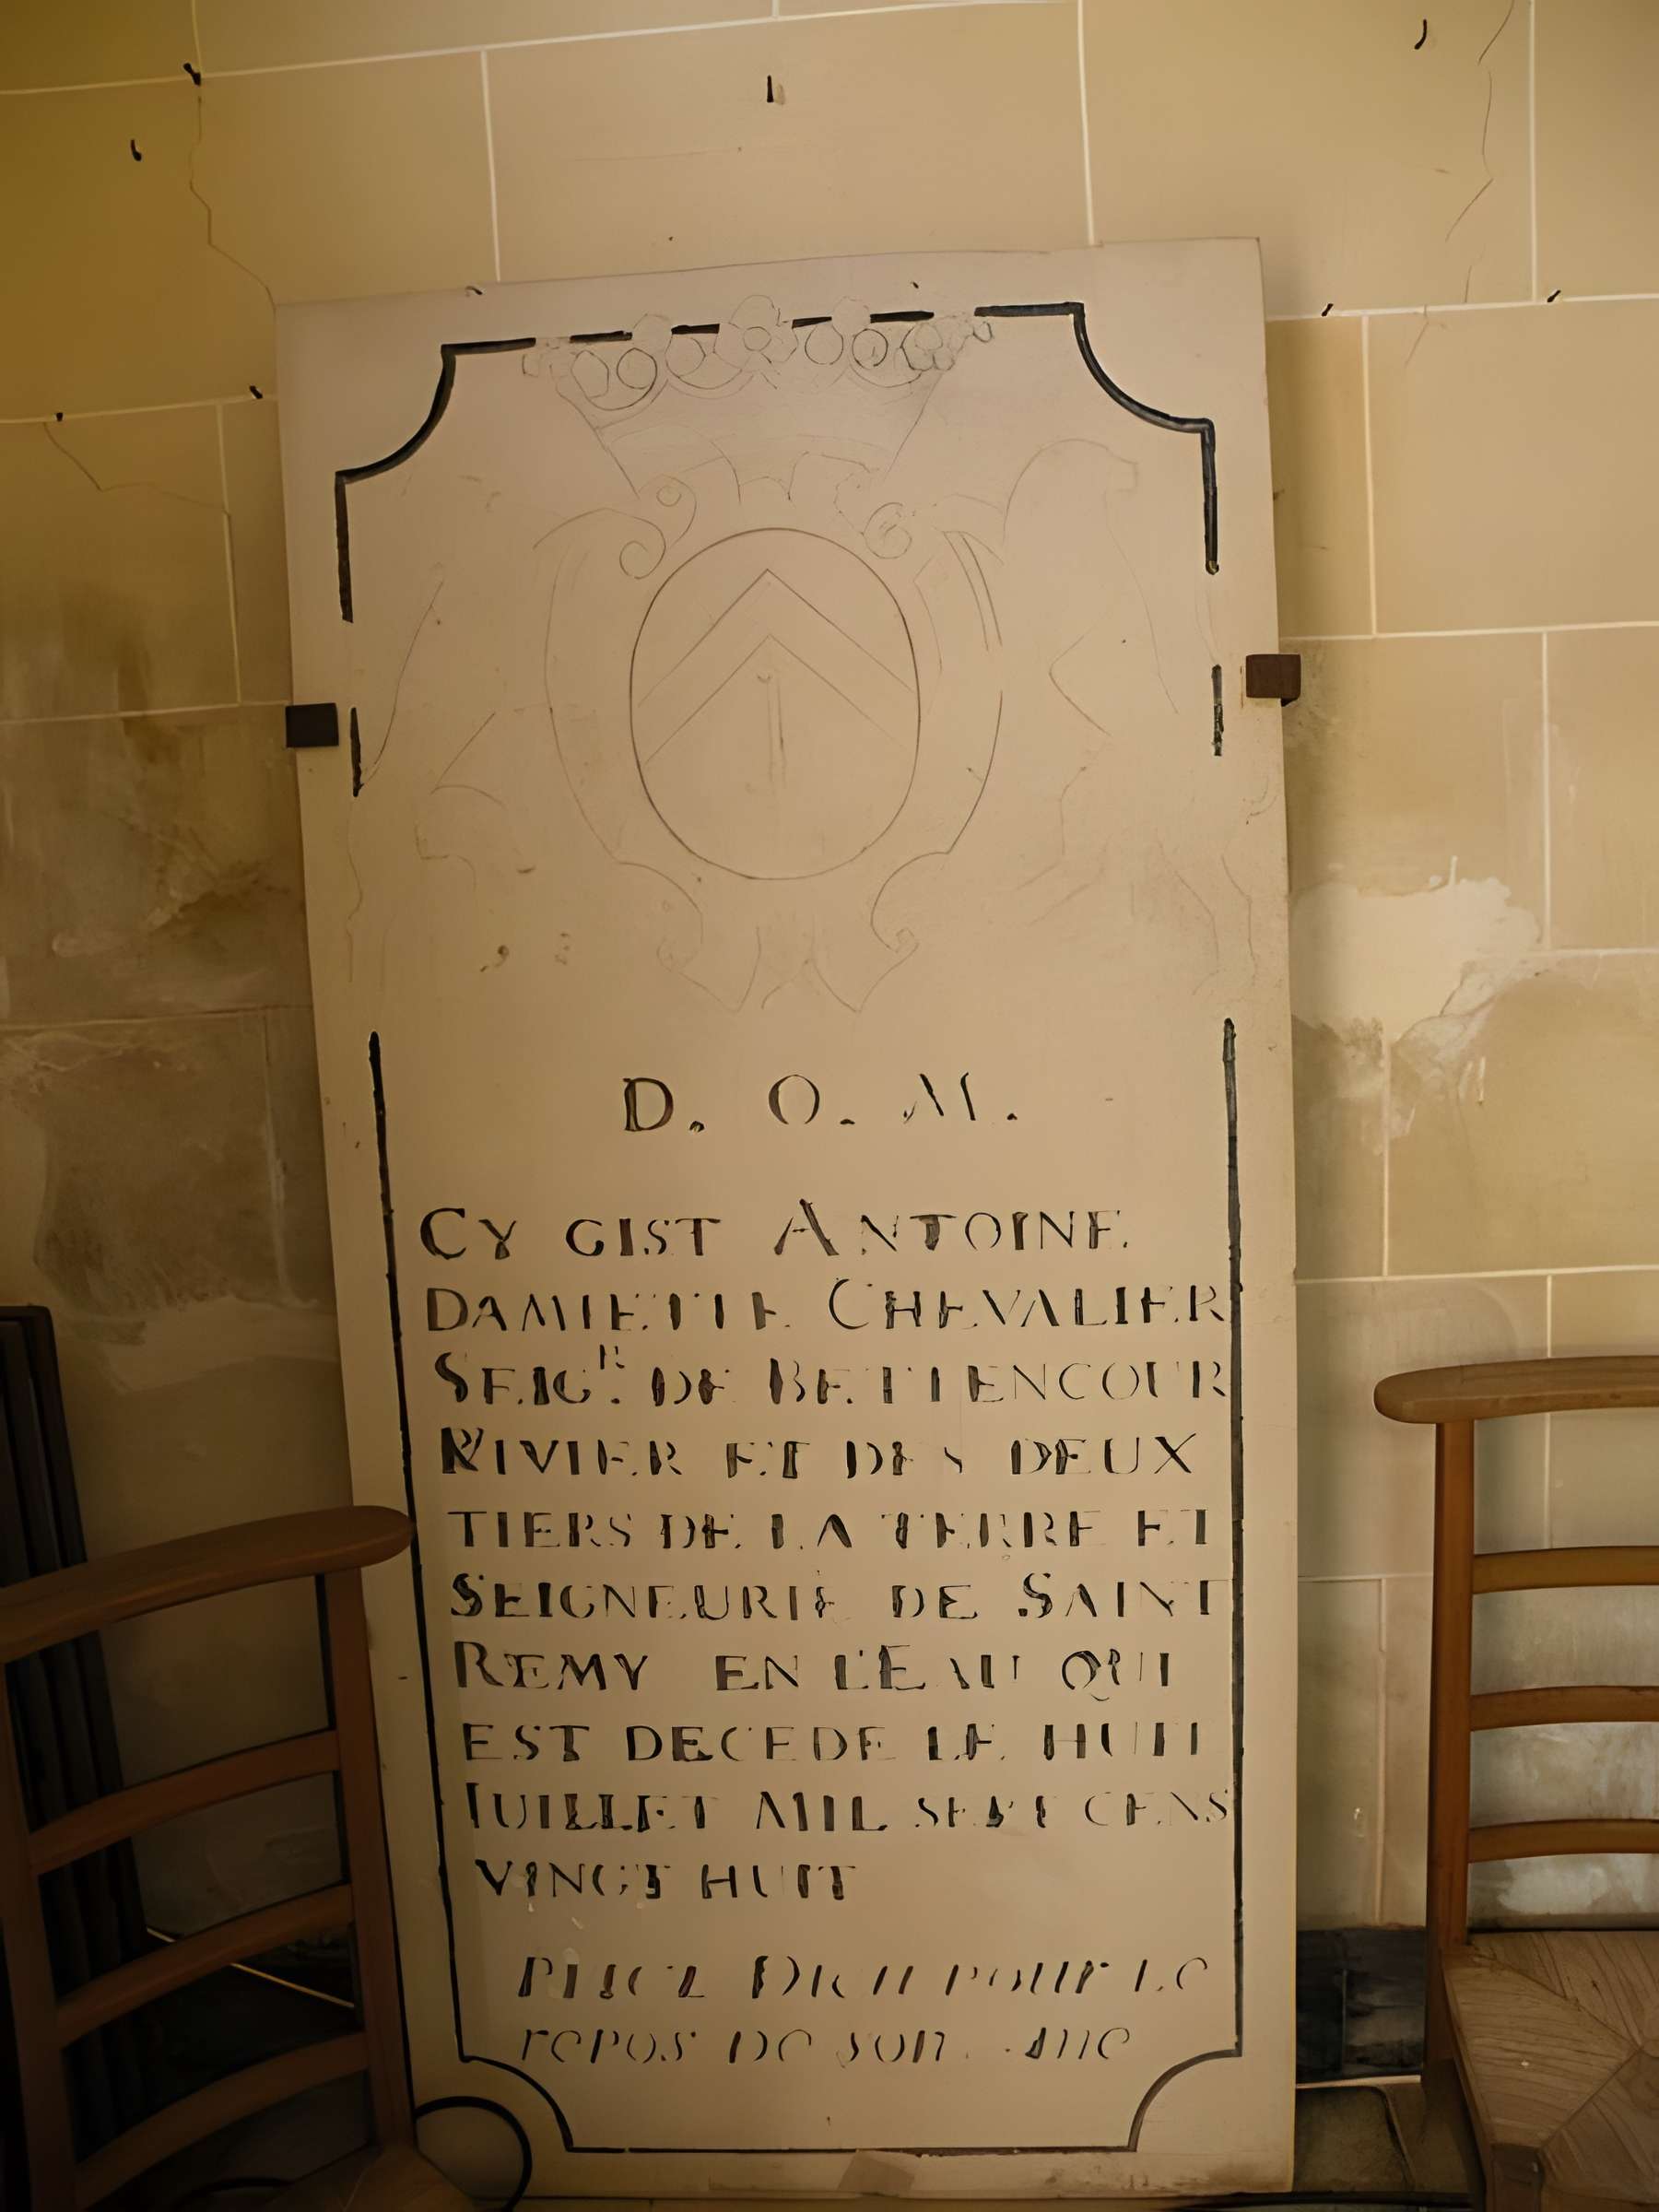 D. O. M.
CY GIST ANTOINE
DAMIETTE CHEVALIER
SEIG.R DE BETTENCOUR
RIVIER ET DES DEUX
TIERS DE LA TERRE ET
SEIGNEURIE DE SAINT
REMY EN L'EAU QUI
EST DECEDE LE HUIT
IUILLET MIL SEPT CENS
VINGT HUIT
PRIEZ DIEU POUR LE
repos DE son AME